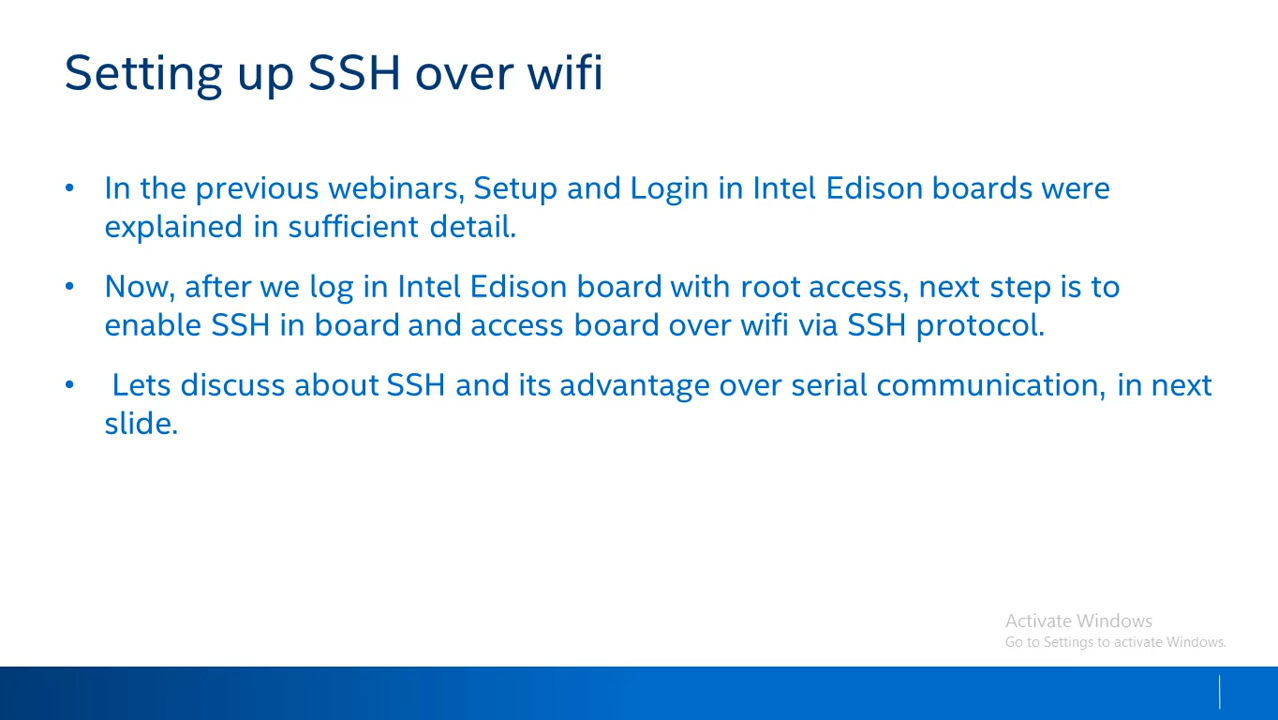 Setting up SSH over wifi
• In the previous webinars, Setup and Login in Intel Edison boards were
explained in sufficient detail.
• Now, after we log in Intel Edison board with root access, next step is to
enable SSH in board and access board over wifi via SSH protocol.
• Lets discuss about SSH and its advantage over serial communication, in next
slide.
Activate Windows
Go to Settings to activate Windows.